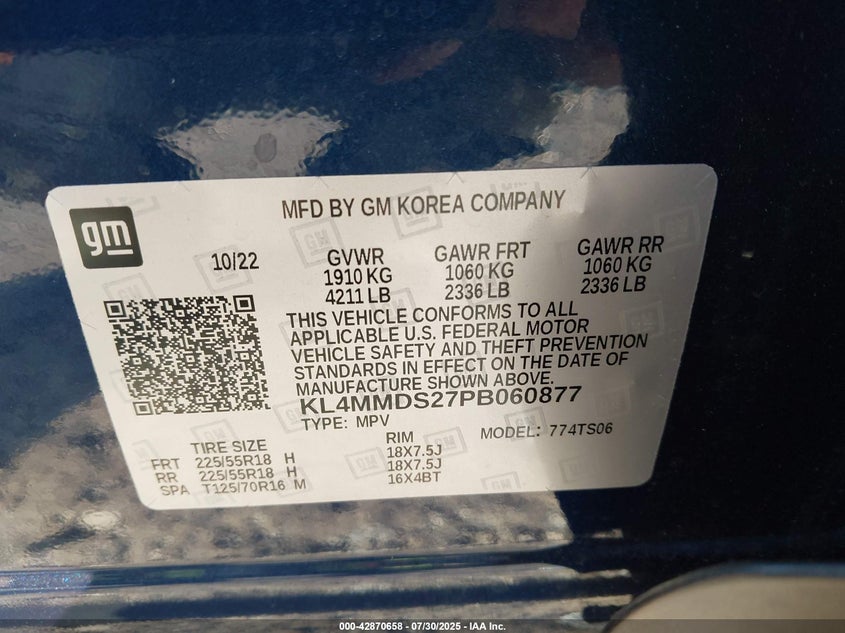 MFD BY GM KOREA COMPANY
gm
10/22
GVWR GAWR FRT GAWR RR
1910 KG 1060 KG 1060 KG
4211 LB 2336 LB 2336 LB
THIS VEHICLE CONFORMS TO ALL
APPLICABLE U.S. FEDERAL MOTOR
VEHICLE SAFETY AND THEFT PREVENTION
STANDARDS IN EFFECT ON THE DATE OF
MANUFACTURE SHOWN ABOVE.
KL4MMDS27PB060877
TYPE: MPV MODEL: 774TS06
TIRE SIZE RIM
FRT 225/55R18 H 18X7.5J
RR 225/55R18 H 18X7.5J
SPA T125/70R16 M 16X4BT
000-42870658 - 07/30/2025 - IAA Inc.